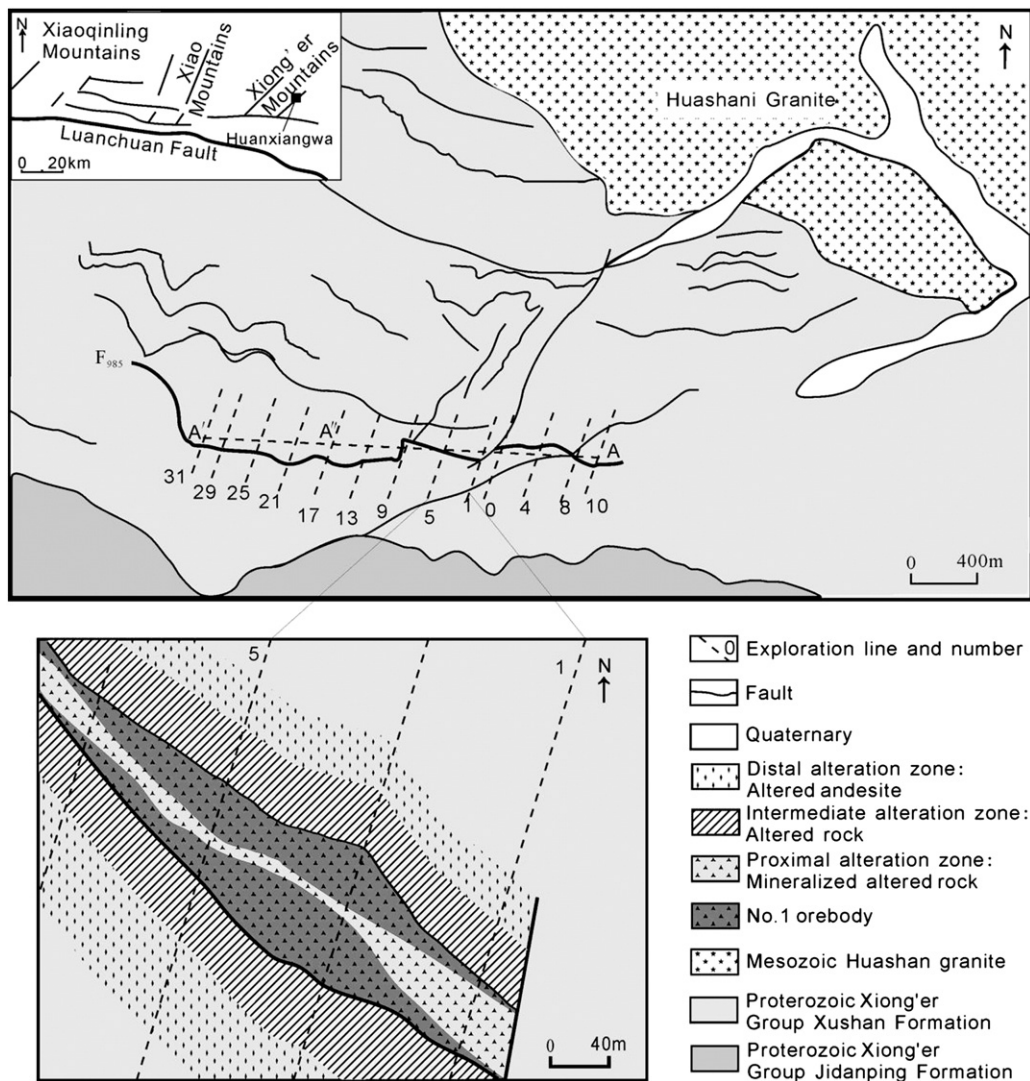 N
Xiaoqinling
Mountains
Xiao
Mountains
Xiong'er
Mountains
Huanxiangwa
Luanchuan Fault
0 20km
N
Huashani Granite
F985
A'
A"
A
31
29
25
21
17
13
9
5
1
0
4
8
10
0 400m
5
1
N
0 40m
0 Exploration line and number
Fault
Quaternary
Distal alteration zone:
Altered andesite
Intermediate alteration zone:
Altered rock
Proximal alteration zone:
Mineralized altered rock
No.1 orebody
Mesozoic Huashan granite
Proterozoic Xiong'er
Group Xushan Formation
Proterozoic Xiong'er
Group Jidanping Formation